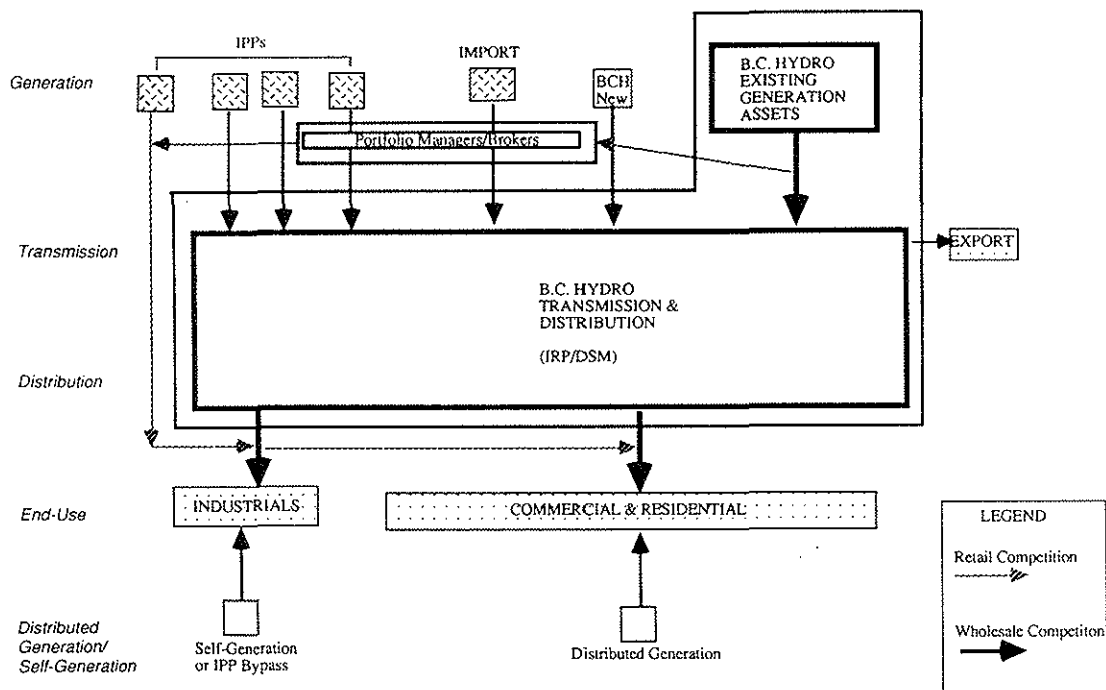 IPPs
IMPORT
Generation
BCH
New
B.C. HYDRO
EXISTING
GENERATION
ASSETS
Portfolio Managers/Brokers
Transmission
EXPORT
B.C. HYDRO
TRANSMISSION &
DISTRIBUTION
(IRP/DSM)
Distribution
End-Use
INDUSTRIALS
COMMERCIAL & RESIDENTIAL
LEGEND
Retail Competition
Wholesale Competiton
Distributed
Generation/
Self-Generation
Self-Generation
or IPP Bypass
Distributed Generation